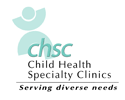 chsc
Child Health
Specialty Clinics
Serving diverse needs